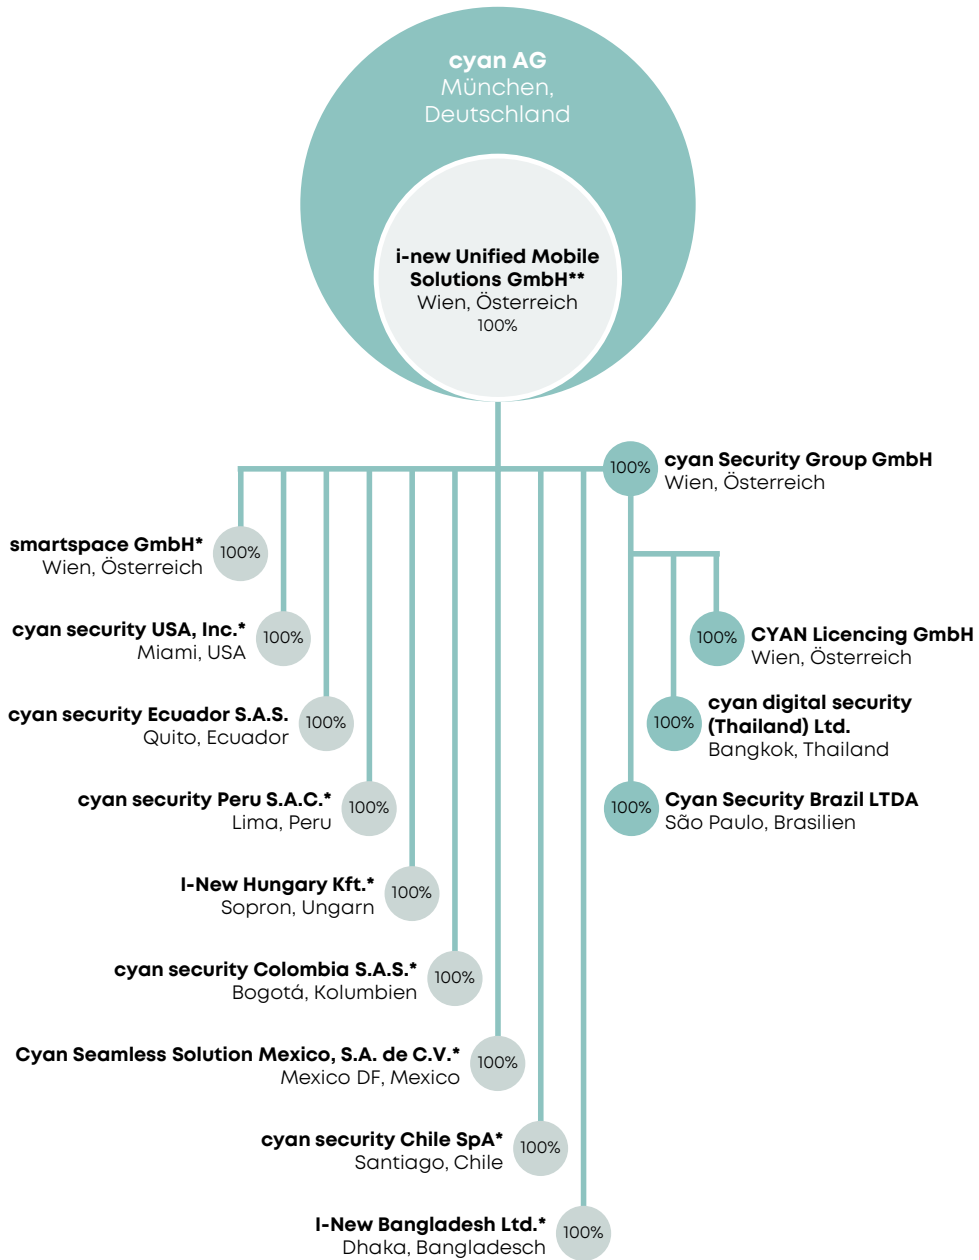 cyan AG
München,
Deutschland
i-new Unified Mobile
Solutions GmbH**
Wien, Österreich
100%
100%
cyan Security Group GmbH
Wien, Österreich
smartspace GmbH*
Wien, Österreich
100%
cyan security USA, Inc.*
Miami, USA
100%
100%
CYAN Licencing GmbH
Wien, Österreich
cyan security Ecuador S.A.S.
Quito, Ecuador
100%
100%
cyan digital security
(Thailand) Ltd.
Bangkok, Thailand
cyan security Peru S.A.C.*
Lima, Peru
100%
100%
Cyan Security Brazil LTDA
São Paulo, Brasilien
I-New Hungary Kft.*
Sopron, Ungarn
100%
cyan security Colombia S.A.S.*
Bogotá, Kolumbien
100%
Cyan Seamless Solution Mexico, S.A. de C.V.*
Mexico DF, Mexico
100%
cyan security Chile SpA*
Santiago, Chile
100%
I-New Bangladesh Ltd.*
Dhaka, Bangladesch
100%